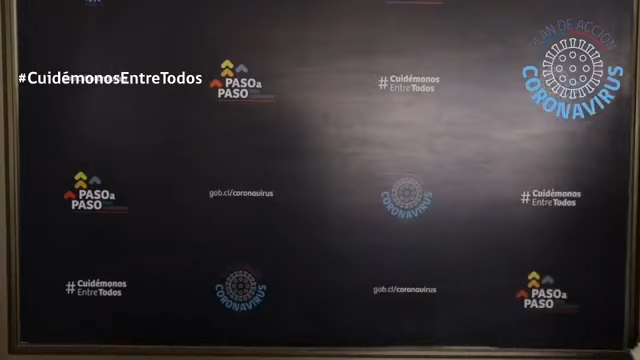 #CuidémonosEntreTodos
PLAN DE ACCIÓN
CORONAVIRUS
PASO a
PASO
#Cuidémonos
EntreTodos
PASO a
PASO
gob.cl/coronavirus
CORONAVIRUS
#Cuidémonos
EntreTodos
#Cuidémonos
EntreTodos
CORONAVIRUS
gob.cl/coronavirus
PASO a
PASO